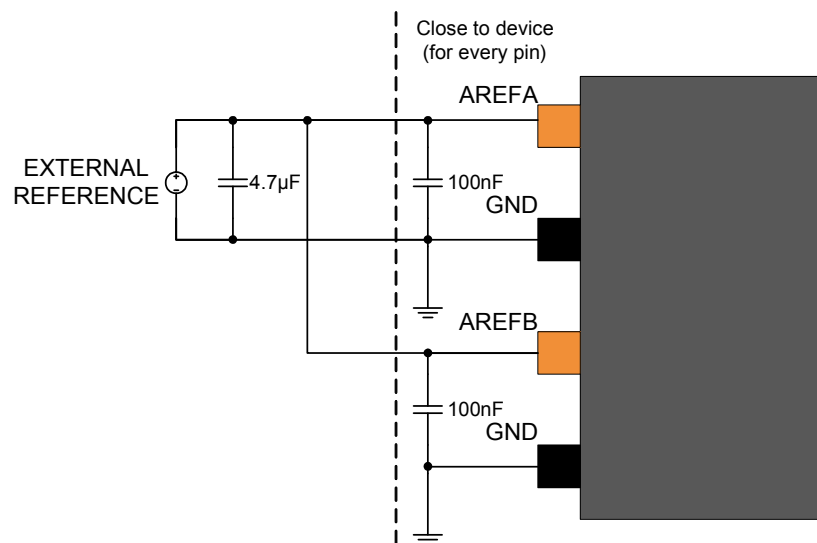 Close to device
(for every pin)
AREFA
EXTERNAL
REFERENCE
4.7µF
100nF
GND
AREFB
100nF
GND